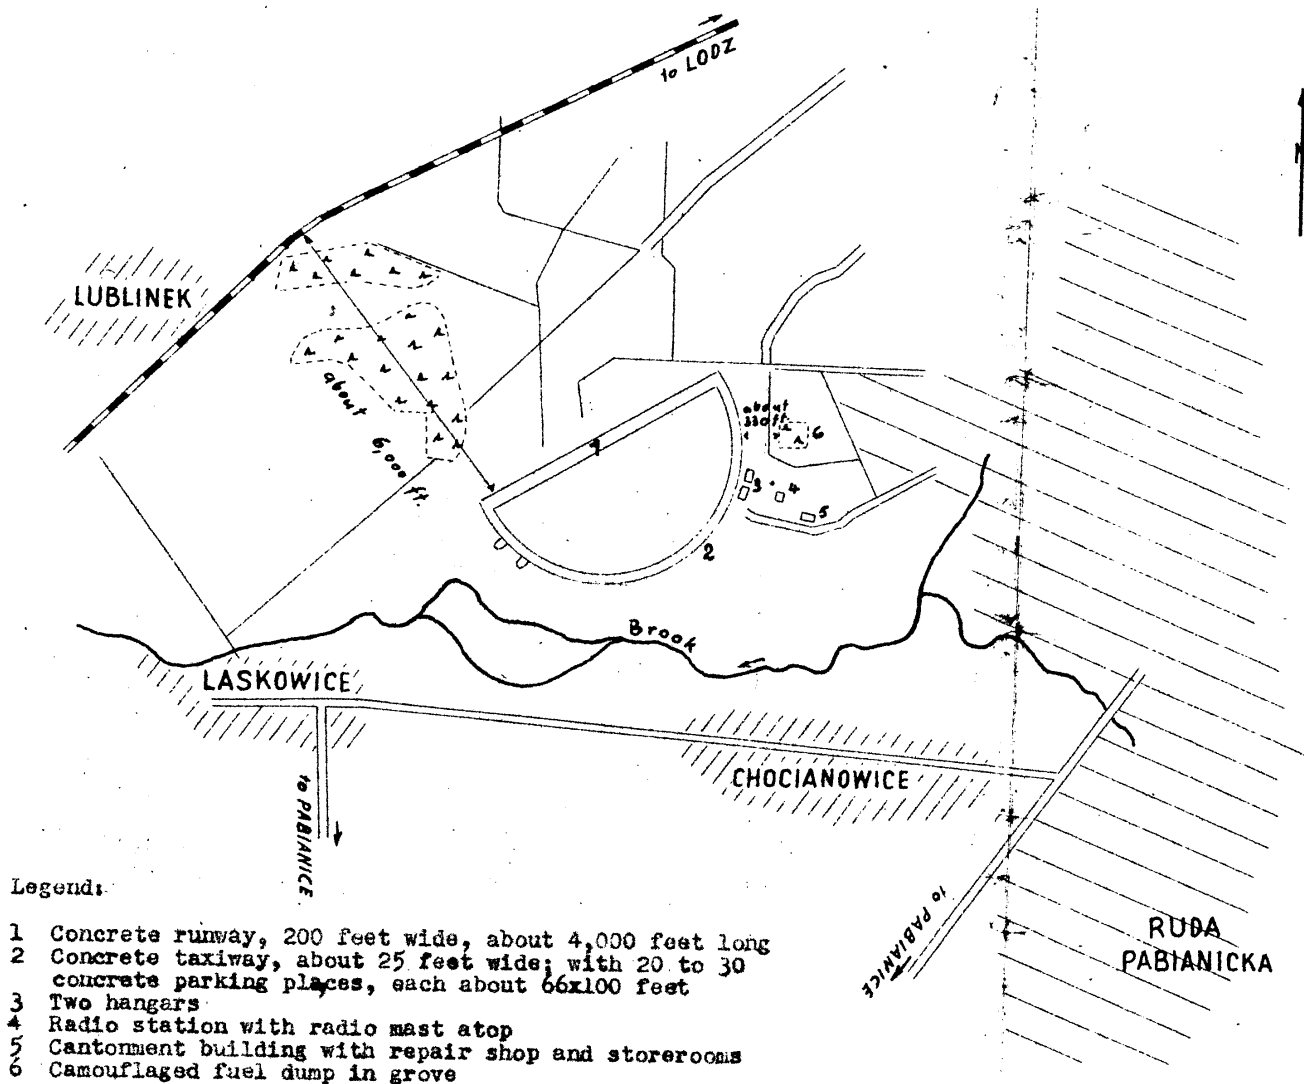 to LODZ
N
LUBLINEK
about
6,000 ft.
about
330 ft.
1
6
3
4
5
2
Brook
LASKOWICE
CHOCIANOWICE
to PABIANICE
to PABIANICE
RUDA
PABIANICKA
Legend:
1 Concrete runway, 200 feet wide, about 4,000 feet long
2 Concrete taxiway, about 25 feet wide; with 20 to 30
concrete parking places, each about 66x100 feet
3 Two hangars
4 Radio station with radio mast atop
5 Cantonment building with repair shop and storerooms
6 Camouflaged fuel dump in grove